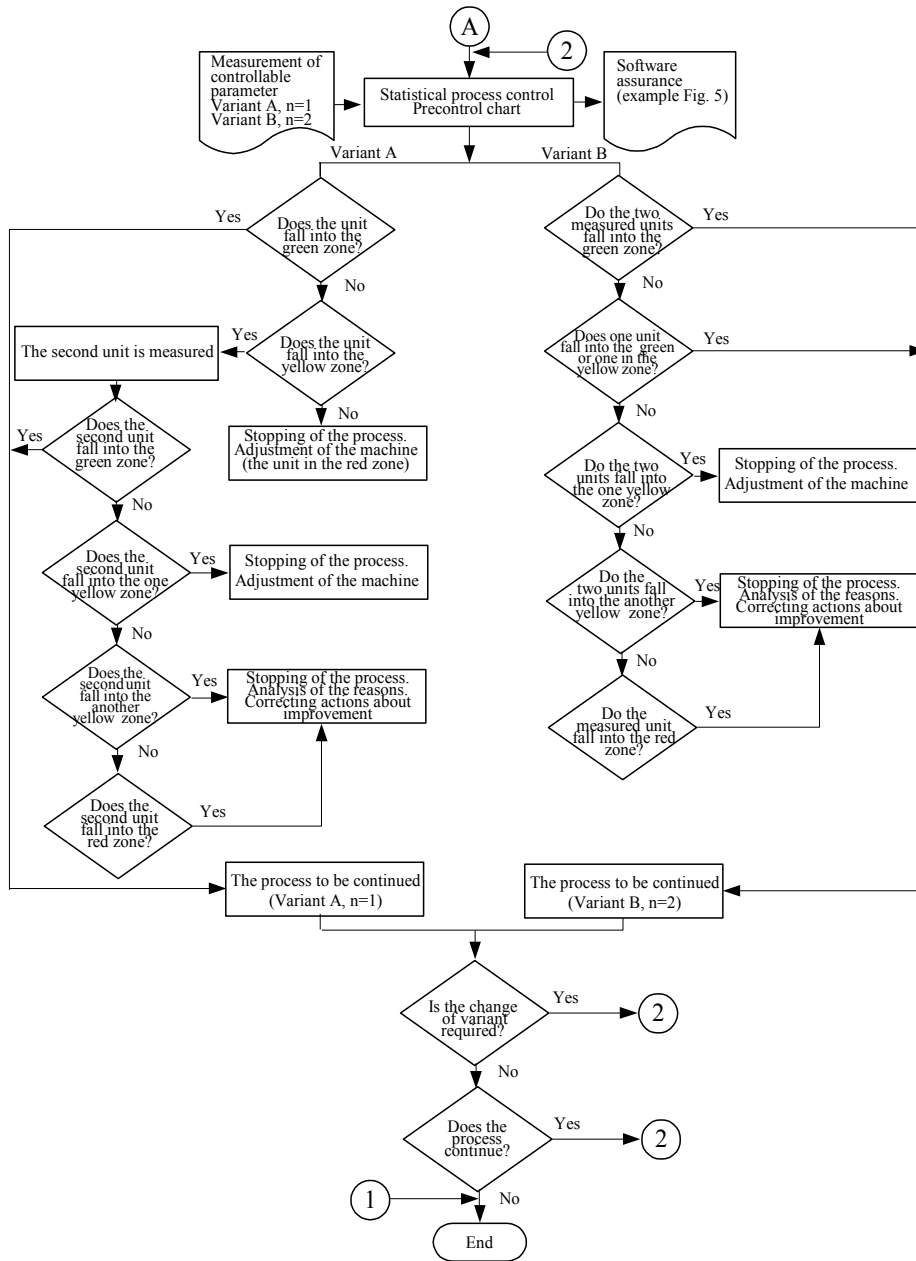 A
2
Measurement of
controllable
parameter
Variant A, n=1
Variant B, n=2
Statistical process control
Precontrol chart
Software
assurance
(example Fig. 5)
Variant A
Variant B
Yes
Does the unit
fall into the
green zone?
No
Do the two
measured units
fall into the
green zone?
Yes
No
The second unit is measured
Yes
Does the unit
fall into the
yellow zone?
No
Does one unit
fall into the green
or one in the
yellow zone?
Yes
No
Yes
Does the
second unit
fall into the
green zone?
No
Stopping of the process.
Adjustment of the machine
(the unit in the red zone)
Do the two
units fall into
the one yellow
zone?
Yes
Stopping of the process.
Adjustment of the machine
No
Does the
second unit
fall into the one
yellow zone?
Yes
Stopping of the process.
Adjustment of the machine
No
Do the
two units fall
into the another
yellow zone?
Yes
Stopping of the process.
Analysis of the reasons.
Correcting actions about
improvement
No
Does the
second unit
fall into the
another
yellow zone?
Yes
Stopping of the process.
Analysis of the reasons.
Correcting actions about
improvement
No
Do the
measured unit
fall into the red
zone?
Yes
Does the
second unit
fall into the
red zone?
Yes
The process to be continued
(Variant A, n=1)
The process to be continued
(Variant B, n=2)
Is the change
of variant
required?
Yes
2
No
Does the
process
continue?
Yes
2
1
No
End